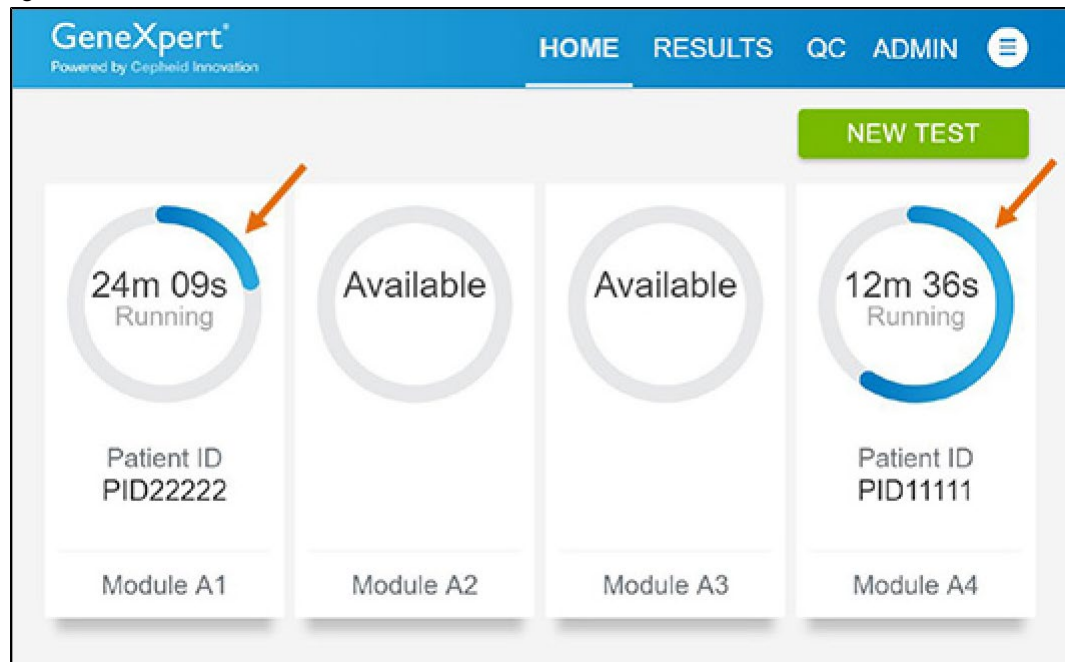 GeneXpert®
Powered by Cepheid Innovation
HOME RESULTS QC ADMIN
NEW TEST
24m 09s
Running
Patient ID
PID22222
Module A1
Available
Module A2
Available
Module A3
12m 36s
Running
Patient ID
PID11111
Module A4